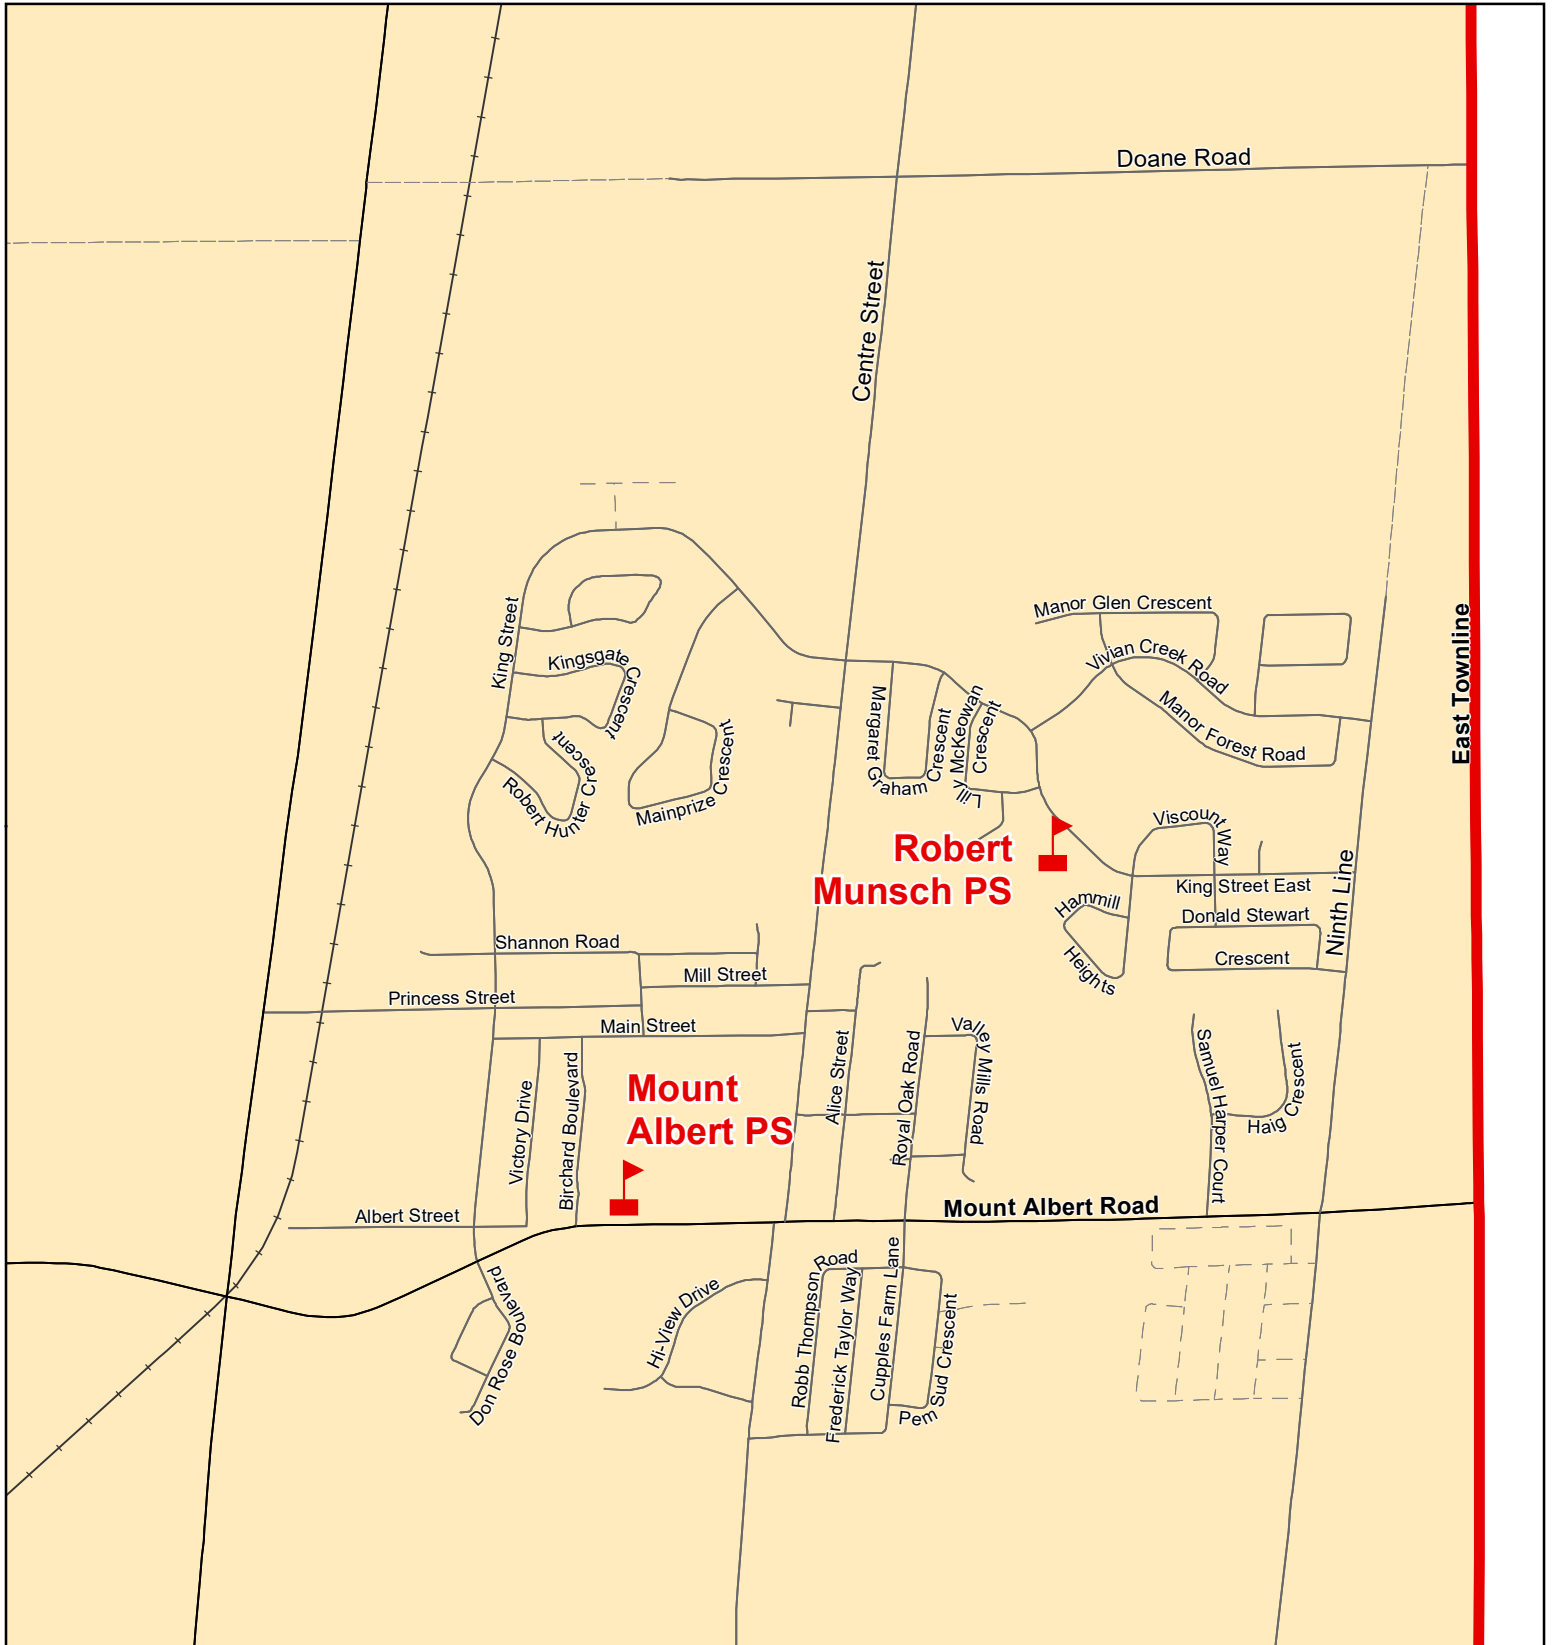 Doane Road
Centre Street
East Townline
Manor Glen Crescent
Vivian Creek Road
Manor Forest Road
King Street
Kingsgate Crescent
Robert Hunter Crescent
Mainprize Crescent
Margaret Graham Crescent
Lilly McKeowan
Crescent
Robert
Munsch PS
Viscount Way
King Street East
Hammill
Heights
Donald Stewart
Crescent
Ninth Line
Shannon Road
Mill Street
Princess Street
Main Street
Victory Drive
Birchard Boulevard
Mount
Albert PS
Alice Street
Royal Oak Road
Valley Mills Road
Samuel Harper Court
Haig Crescent
Albert Street
Mount Albert Road
Don Rose Boulevard
Hi-View Drive
Robb Thompson Road
Frederick Taylor Way
Cupples Farm Lane
Pem Sud Crescent